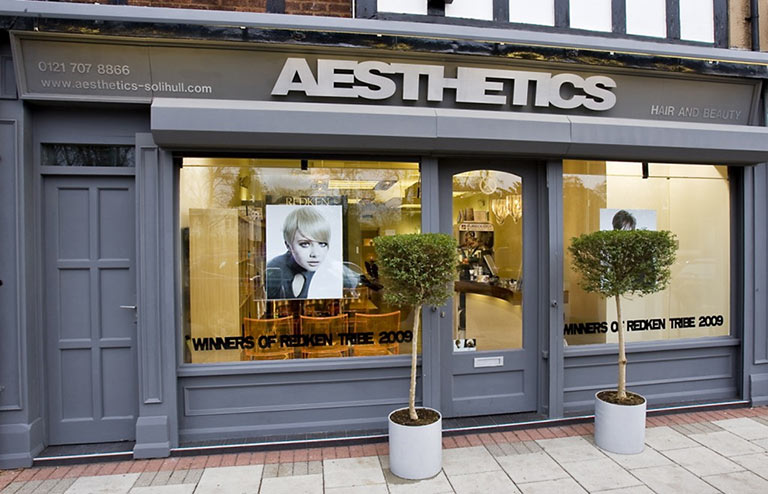 0121 707 8866
www.aesthetics-solihull.com
AESTHETICS
HAIR AND BEAUTY
REDKEN
WINNERS OF REDKEN TRIBE 2009
WINNERS OF REDKEN TRIBE 2009